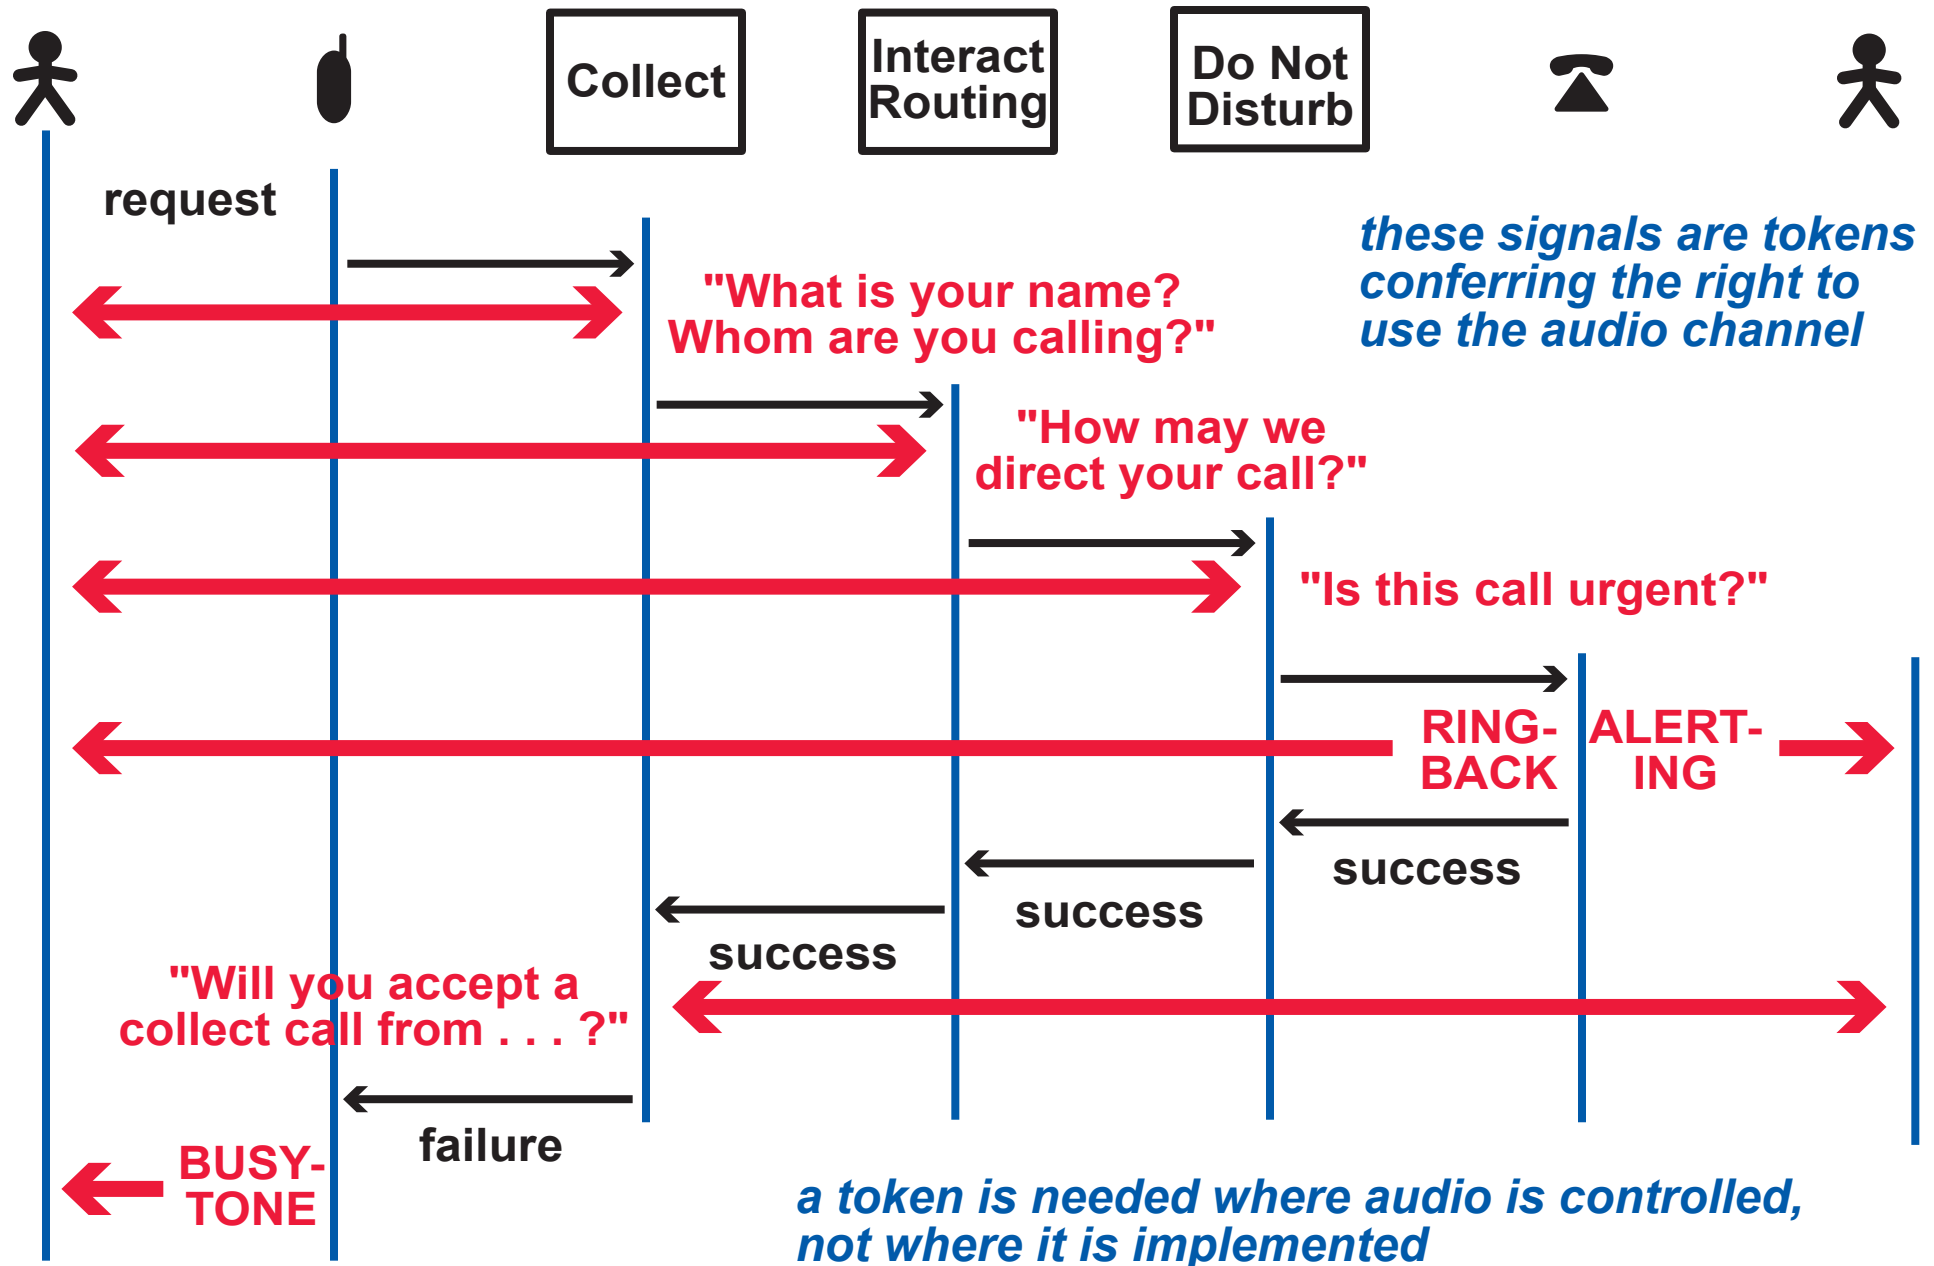 Collect
Interact
Routing
Do Not
Disturb
request
these signals are tokens
conferring the right to
use the audio channel
"What is your name?
Whom are you calling?"
"How may we
direct your call?"
"Is this call urgent?"
RING-
BACK
ALERT-
ING
success
success
success
"Will you accept a
collect call from . . . ?"
failure
BUSY-
TONE
a token is needed where audio is controlled,
not where it is implemented